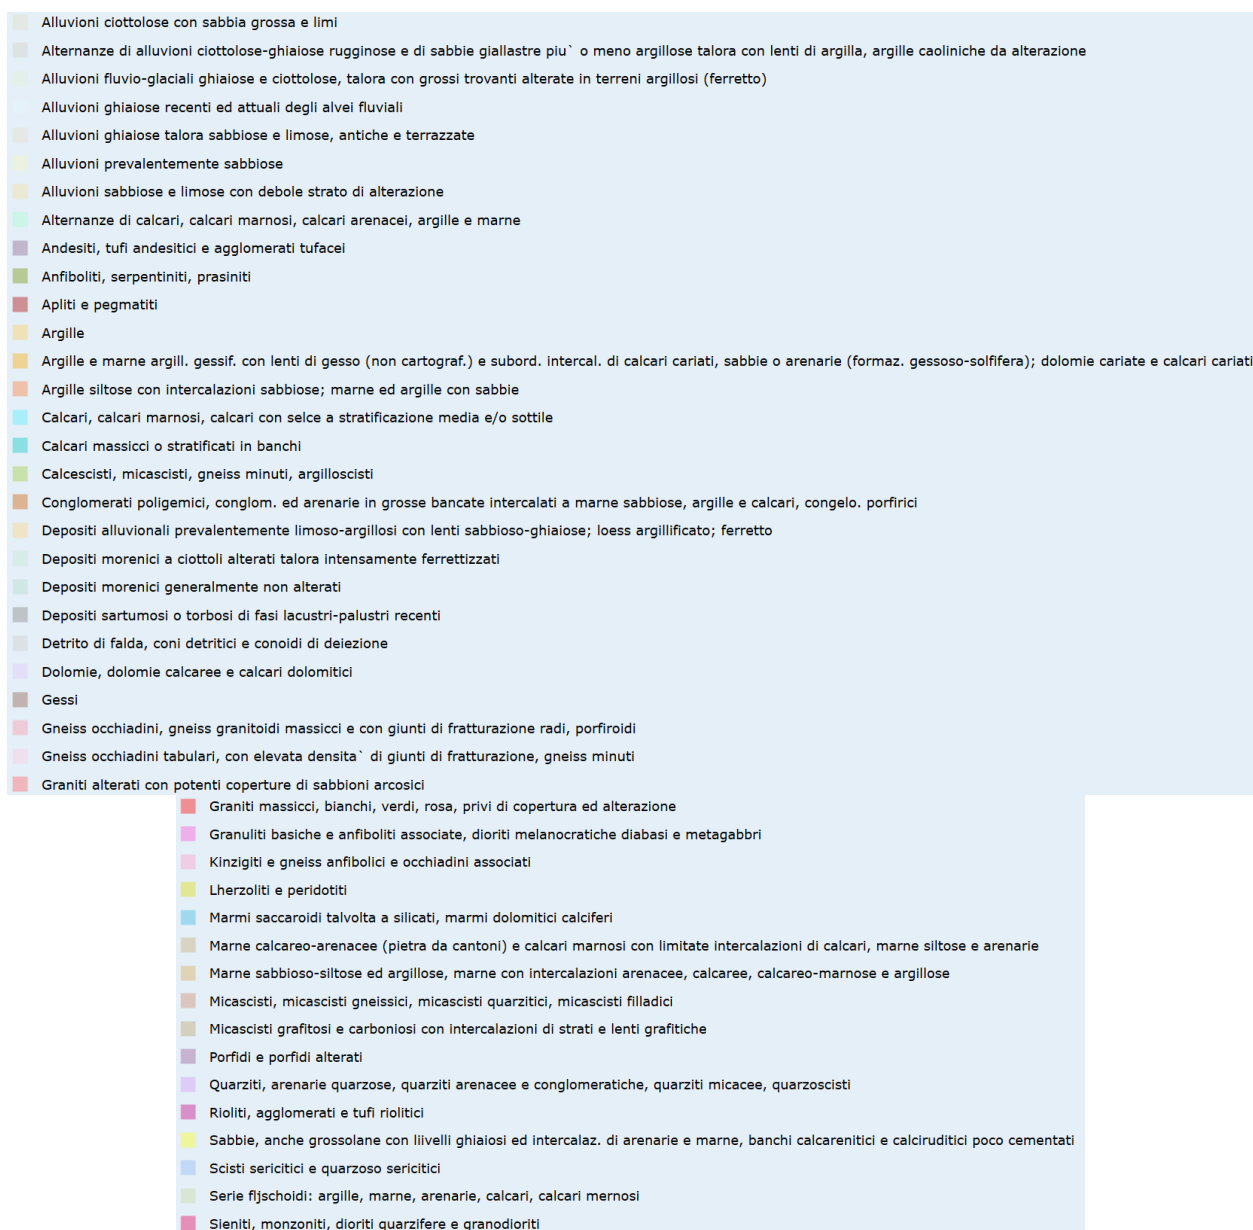 Alluvioni ciottolose con sabbia grossa e limi
Alternanze di alluvioni ciottolose-ghiaiose rugginose e di sabbie giallastre piu` o meno argillose talora con lenti di argilla, argille caoliniche da alterazione
Alluvioni fluvio-glaciali ghiaiose e ciottolose, talora con grossi trovanti alterate in terreni argillosi (ferretto)
Alluvioni ghiaiose recenti ed attuali degli alvei fluviali
Alluvioni ghiaiose talora sabbiose e limose, antiche e terrazzate
Alluvioni prevalentemente sabbiose
Alluvioni sabbiose e limose con debole strato di alterazione
Alternanze di calcari, calcari marnosi, calcari arenacei, argille e marne
Andesiti, tufi andesitici e agglomerati tufacei
Anfiboliti, serpentiniti, prasiniti
Apliti e pegmatiti
Argille
Argille e marne argill. gessif. con lenti di gesso (non cartograf.) e subord. intercal. di calcari cariati, sabbie o arenarie (formaz. gessoso-solfifera); dolomie cariate e calcari cariati
Argille siltose con intercalazioni sabbiose; marne ed argille con sabbie
Calcari, calcari marnosi, calcari con selce a stratificazione media e/o sottile
Calcari massicci o stratificati in banchi
Calcescisti, micascisti, gneiss minuti, argilloscisti
Conglomerati poligemici, conglom. ed arenarie in grosse bancate intercalati a marne sabbiose, argille e calcari, congelo. porfirici
Depositi alluvionali prevalentemente limoso-argillosi con lenti sabbioso-ghiaiose; loess argillificato; ferretto
Depositi morenici a ciottoli alterati talora intensamente ferrettizzati
Depositi morenici generalmente non alterati
Depositi sartumosi o torbosi di fasi lacustri-palustri recenti
Detrito di falda, coni detritici e conoidi di deiezione
Dolomie, dolomie calcaree e calcari dolomitici
Gessi
Gneiss occhiadini, gneiss granitoidi massicci e con giunti di fratturazione radi, porfiroidi
Gneiss occhiadini tabulari, con elevata densita` di giunti di fratturazione, gneiss minuti
Graniti alterati con potenti coperture di sabbioni arcosici
Graniti massicci, bianchi, verdi, rosa, privi di copertura ed alterazione
Granuliti basiche e anfiboliti associate, dioriti melanocratiche diabasi e metagabbri
Kinzigiti e gneiss anfibolici e occhiadini associati
Lherzoliti e peridotiti
Marmi saccaroidi talvolta a silicati, marmi dolomitici calciferi
Marne calcareo-arenacee (pietra da cantoni) e calcari marnosi con limitate intercalazioni di calcari, marne siltose e arenarie
Marne sabbioso-siltose ed argillose, marne con intercalazioni arenacee, calcaree, calcareo-marnose e argillose
Micascisti, micascisti gneissici, micascisti quarzitici, micascisti filladici
Micascisti grafitosi e carboniosi con intercalazioni di strati e lenti grafitiche
Porfidi e porfidi alterati
Quarziti, arenarie quarzose, quarziti arenacee e conglomeratiche, quarziti micacee, quarzoscisti
Rioliti, agglomerati e tufi riolitici
Sabbie, anche grossolane con liivelli ghiaiosi ed intercalaz. di arenarie e marne, banchi calcarenitici e calciruditici poco cementati
Scisti sericitici e quarzoso sericitici
Serie fljschoidi: argille, marne, arenarie, calcari, calcari mernosi
Sieniti, monzoniti, dioriti quarzifere e granodioriti